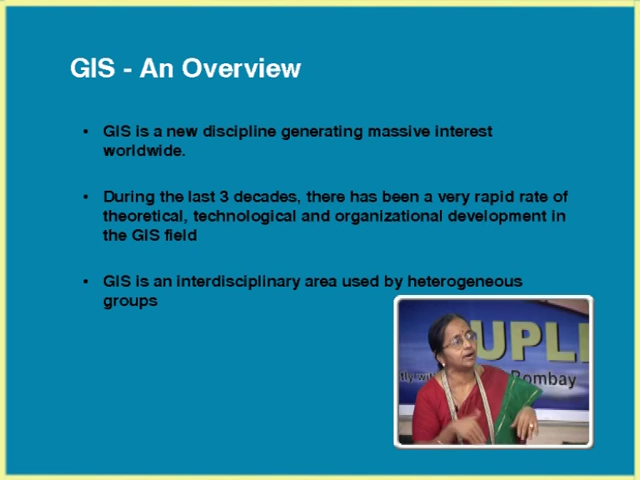 GIS - An Overview
• GIS is a new discipline generating massive interest
worldwide.
• During the last 3 decades, there has been a very rapid rate of
theoretical, technological and organizational development in
the GIS field
• GIS is an interdisciplinary area used by heterogeneous
groups
UPLI
Bombay